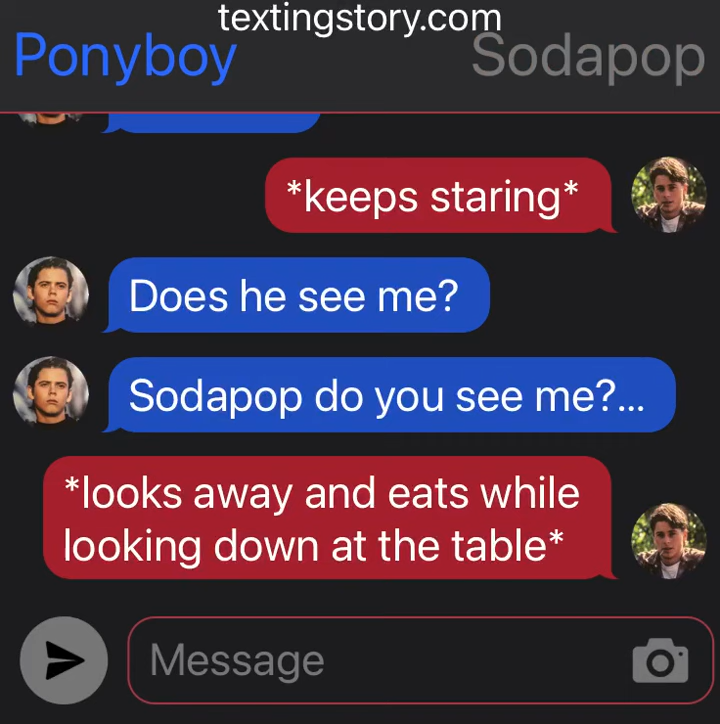 textingstory.com
Ponyboy
Sodapop
*keeps staring*
Does he see me?
Sodapop do you see me?...
*looks away and eats while
looking down at the table*
Message